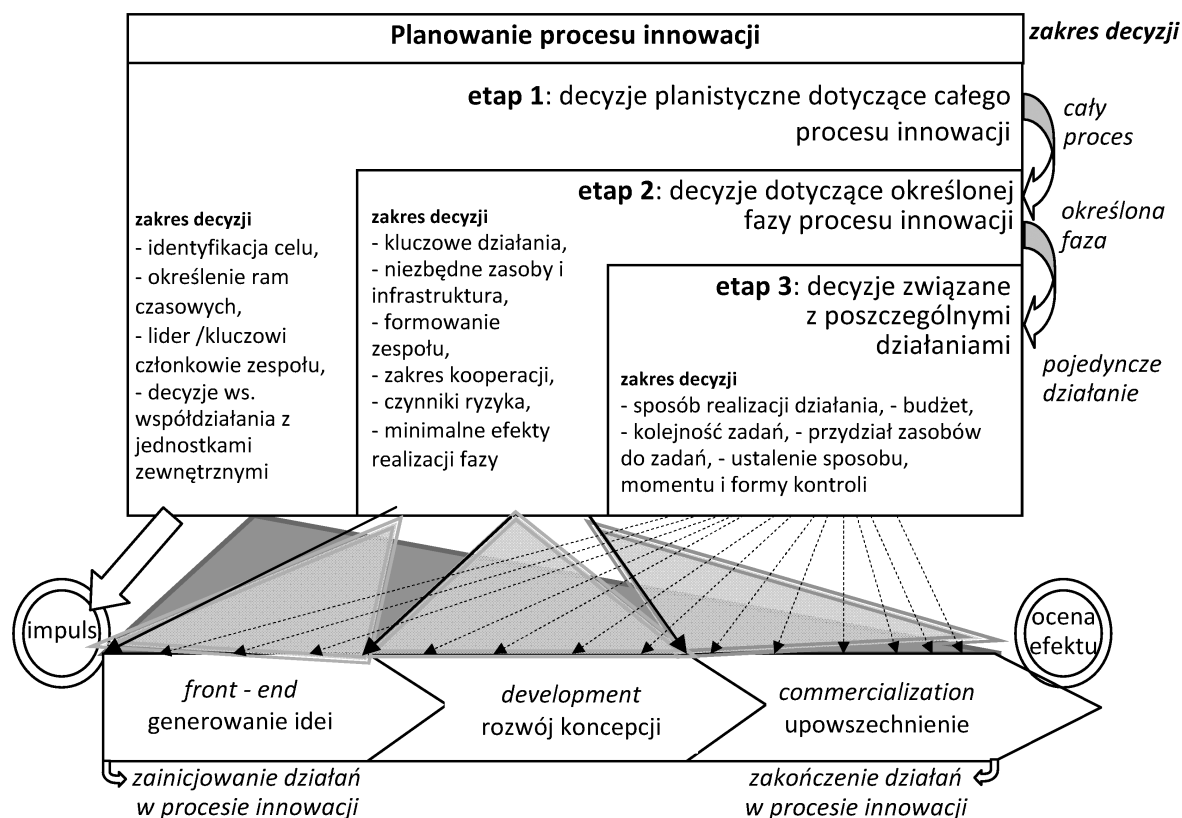 Planowanie procesu innowacji
zakres decyzji
etap 1: decyzje planistyczne dotyczące całego
procesu innowacji
cały
proces
etap 2: decyzje dotyczące określonej
fazy procesu innowacji
określona
faza
etap 3: decyzje związane
z poszczególnymi
działaniami
pojedyncze
działanie
zakres decyzji
- identyfikacja celu,
- określenie ram
czasowych,
- lider /kluczowi
członkowie zespołu,
- decyzje ws.
współdziałania z
jednostkami
zewnętrznymi
zakres decyzji
- kluczowe działania,
- niezbędne zasoby i
infrastruktura,
- formowanie
zespołu,
- zakres kooperacji,
- czynniki ryzyka,
- minimalne efekty
realizacji fazy
zakres decyzji
- sposób realizacji działania, - budżet,
- kolejność zadań, - przydział zasobów
do zadań, - ustalenie sposobu,
momentu i formy kontroli
impuls
ocena
efektu
front - end
generowanie idei
development
rozwój koncepcji
commercialization
upowszechnienie
zainicjowanie działań
w procesie innowacji
zakończenie działań
w procesie innowacji